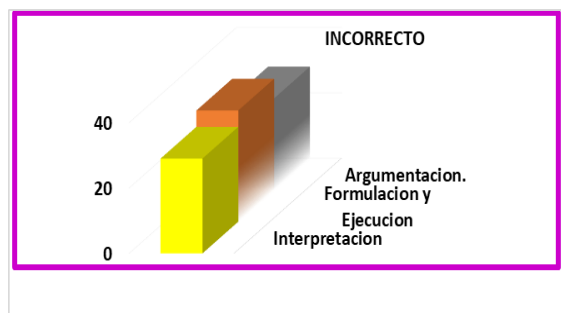 INCORRECTO
40
20
0
Argumentacion.
Formulacion y
Ejecucion
Interpretacion